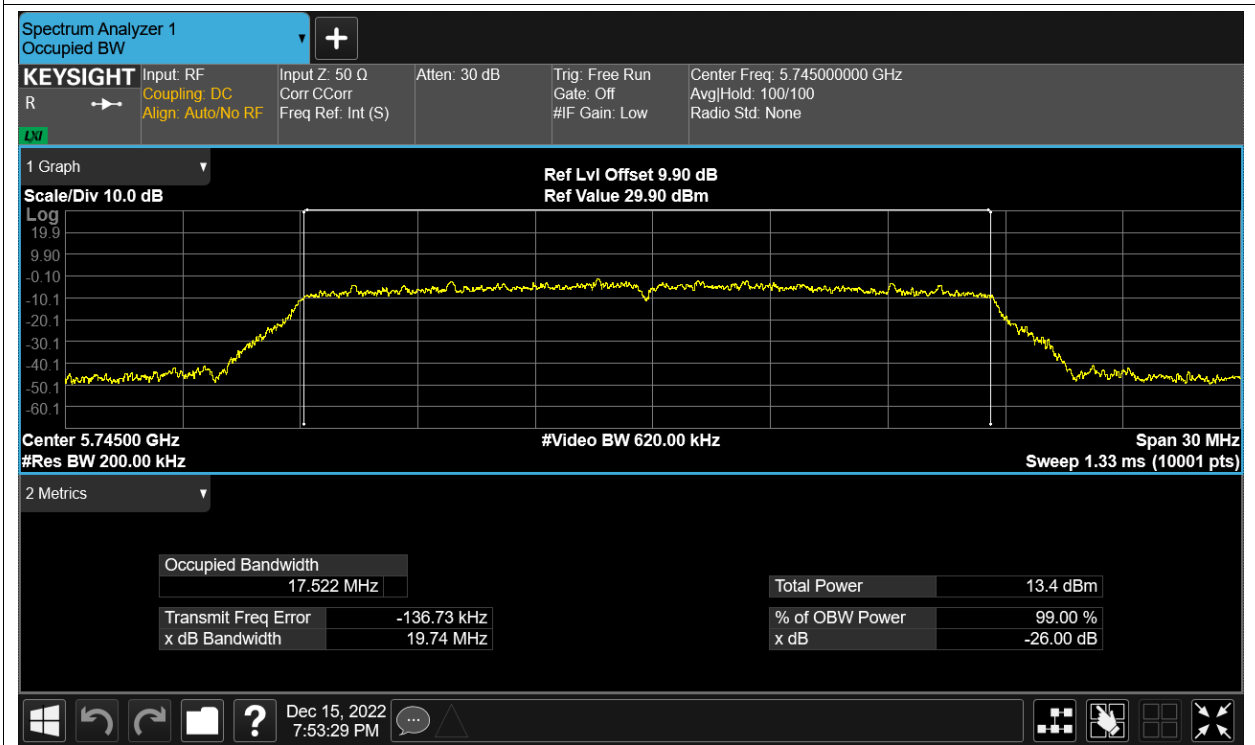 Spectrum Analyzer 1
Occupied BW
KEYSIGHT
R
LXI
Input: RF
Coupling: DC
Align: Auto/No RF
Input Z: 50 Ω
Corr CCorr
Freq Ref: Int (S)
Atten: 30 dB
Trig: Free Run
Gate: Off
#IF Gain: Low
Center Freq: 5.745000000 GHz
Avg|Hold: 100/100
Radio Std: None
1 Graph
Scale/Div 10.0 dB
Ref Lvl Offset 9.90 dB
Ref Value 29.90 dBm
Log
19.9
9.90
-0.10
-10.1
-20.1
-30.1
-40.1
-50.1
-60.1
Center 5.74500 GHz
#Res BW 200.00 kHz
#Video BW 620.00 kHz
Span 30 MHz
Sweep 1.33 ms (10001 pts)
2 Metrics
Occupied Bandwidth
17.522 MHz
Transmit Freq Error -136.73 kHz
x dB Bandwidth 19.74 MHz
Total Power 13.4 dBm
% of OBW Power 99.00 %
x dB -26.00 dB
?
Dec 15, 2022
7:53:29 PM